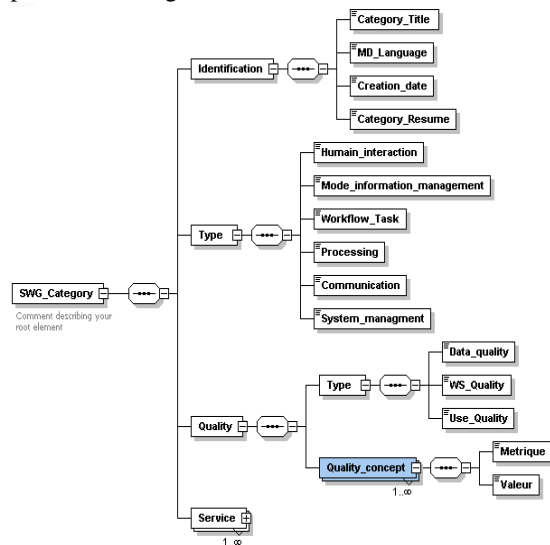 Category_Title
MD_Language
Identification
Creation_date
Category_Resume
Humain_interaction
Mode_information_management
Workflow_Task
Type
Processing
Communication
SWG_Category
System_managment
Comment describing your
root element
Data_quality
Type
WS_Quality
Use_Quality
Quality
Metrique
Quality_concept
Valeur
1..∞
Service
1 ∞